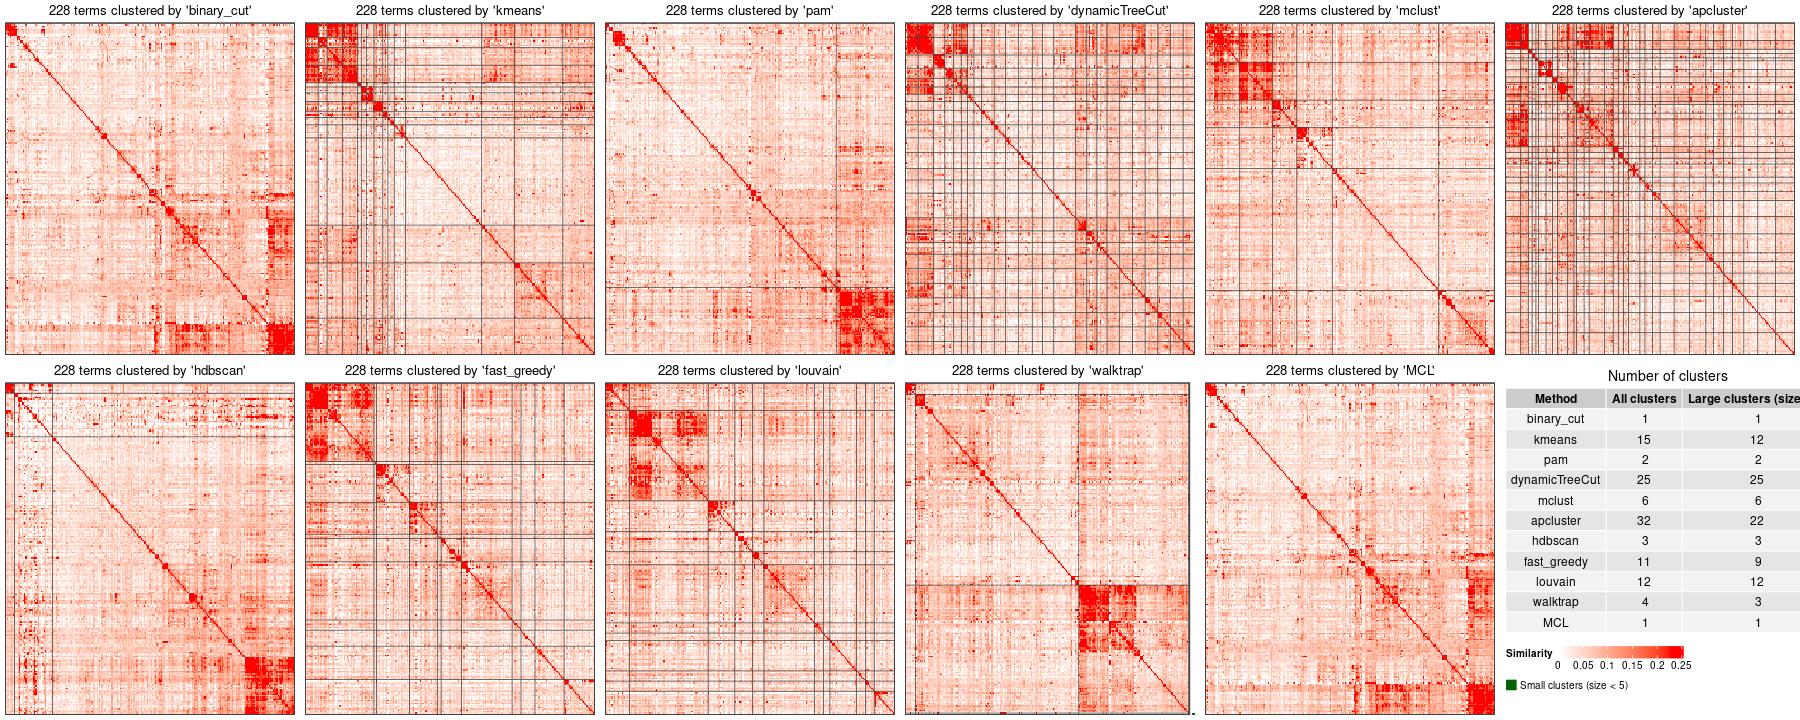 228 terms clustered by 'binary_cut'
228 terms clustered by 'kmeans'
228 terms clustered by 'pam'
228 terms clustered by 'dynamicTreeCut'
228 terms clustered by 'mclust'
228 terms clustered by 'apcluster'
228 terms clustered by 'hdbscan'
228 terms clustered by 'fast_greedy'
228 terms clustered by 'louvain'
228 terms clustered by 'walktrap'
228 terms clustered by 'MCL'
Number of clusters
Method All clusters Large clusters (size
binary_cut 1 1
kmeans 15 12
pam 2 2
dynamicTreeCut 25 25
mclust 6 6
apcluster 32 22
hdbscan 3 3
fast_greedy 11 9
louvain 12 12
walktrap 4 3
MCL 1 1
Similarity
0 0.05 0.1 0.15 0.2 0.25
Small clusters (size < 5)